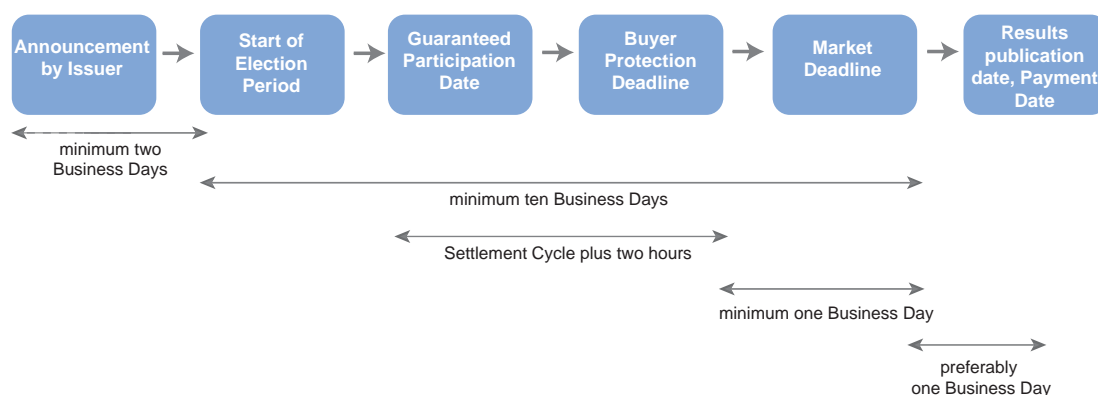 Announcement
by Issuer
Start of
Election
Period
Guaranteed
Participation
Date
Buyer
Protection
Deadline
Market
Deadline
Results
publication
date, Payment
Date
minimum two
Business Days
minimum ten Business Days
Settlement Cycle plus two hours
minimum one Business Day
preferably
one Business Day